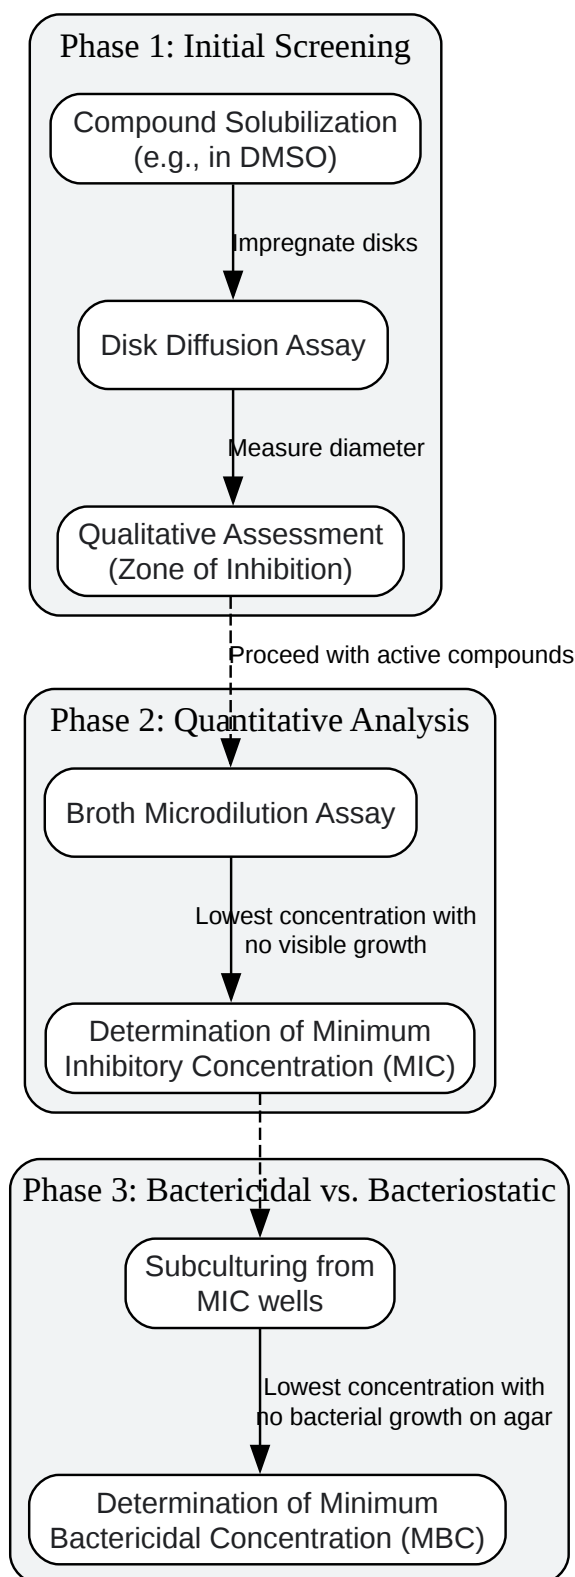 Phase 1: Initial Screening
Compound Solubilization
(e.g., in DMSO)
Impregnate disks
Disk Diffusion Assay
Measure diameter
Qualitative Assessment
(Zone of Inhibition)
Proceed with active compounds
Phase 2: Quantitative Analysis
Broth Microdilution Assay
Lowest concentration with
no visible growth
Determination of Minimum
Inhibitory Concentration (MIC)
Phase 3: Bactericidal vs. Bacteriostatic
Subculturing from
MIC wells
Lowest concentration with
no bacterial growth on agar
Determination of Minimum
Bactericidal Concentration (MBC)